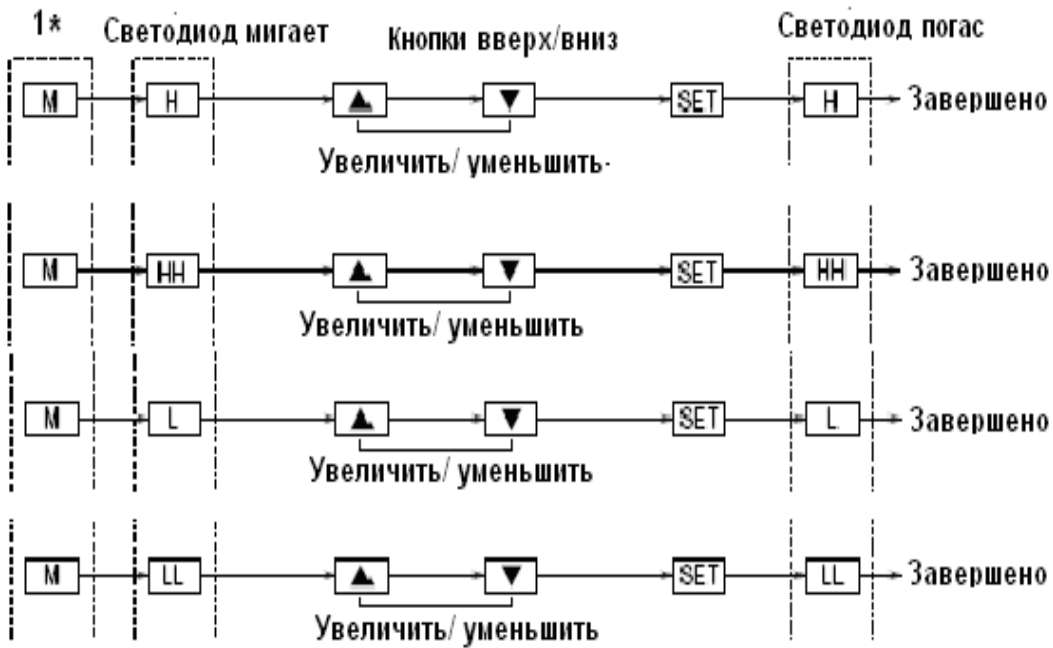 1* Светодиод мигает Кнопки вверх/вниз Светодиод погас
M H ▲ ▼ SET H Завершено
Увеличить/ уменьшить-
M HH ▲ ▼ SET HH Завершено
Увеличить/ уменьшить
M L ▲ ▼ SET L Завершено
Увеличить/ уменьшить
M LL ▲ ▼ SET LL Завершено
Увеличить/ уменьшить